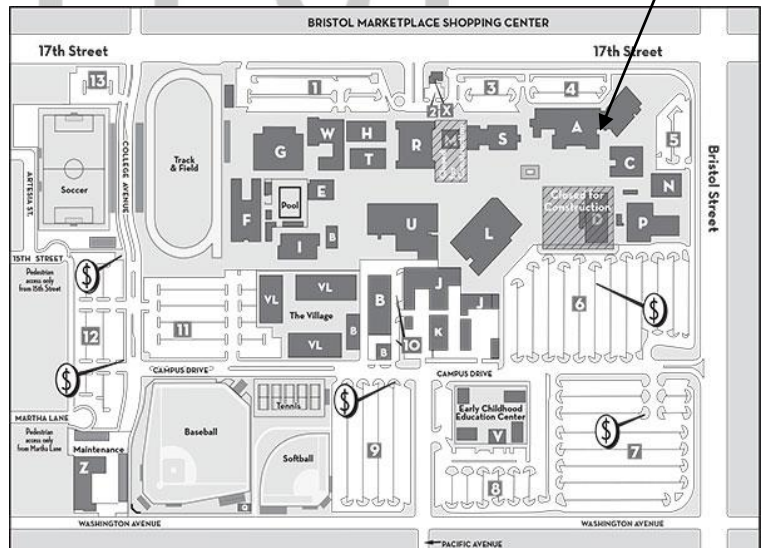 BRISTOL MARKETPLACE SHOPPING CENTER
17th Street
17th Street
13
1
2
X
3
4
5
COLLEGE AVENUE
ARTESIA ST.
Soccer
Track
& Field
G
W
H
T
R
M
S
A
C
N
Bristol Street
F
Pool
E
I
B
U
L
Closed for
Construction
D
P
15TH STREET
Pedestrian
access only
from 15th Street
$
12
$
11
VL
VL
The Village
VL
B
B
B
10
J
J
K
6
$
CAMPUS DRIVE
CAMPUS DRIVE
MARTHA LANE
Pedestrian
access only
from Martha Lane
Maintenance
Z
Baseball
Tennis
Softball
$
9
Early Childhood
Education Center
V
8
$
7
WASHINGTON AVENUE
WASHINGTON AVENUE
PACIFIC AVENUE